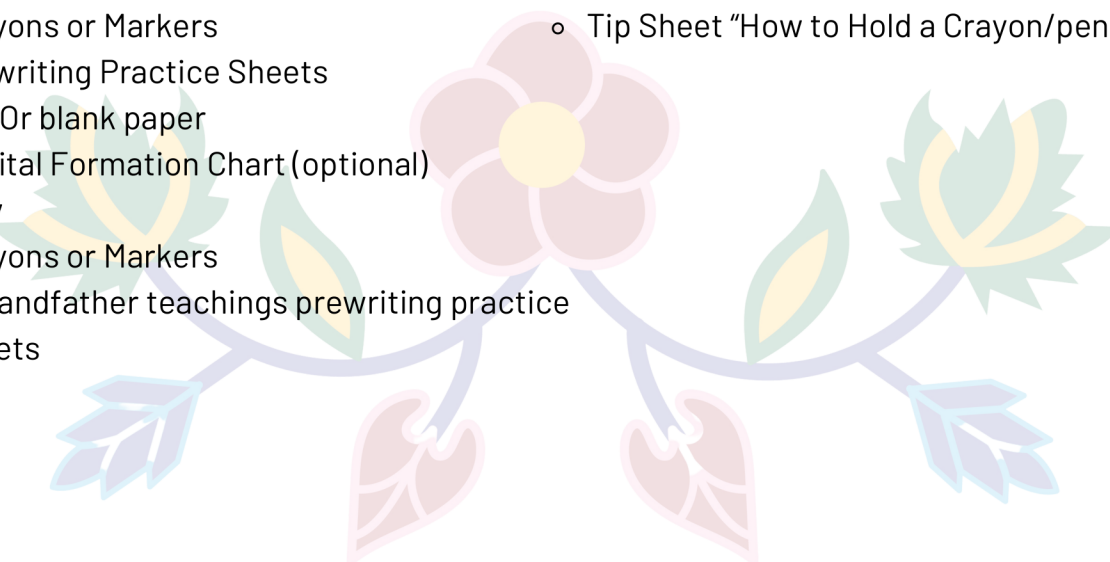 yons or Markers
writing Practice Sheets
Or blank paper
ital Formation Chart (optional)
yons or Markers
andfather teachings prewriting practice
ets
Tip Sheet “How to Hold a Crayon/pen